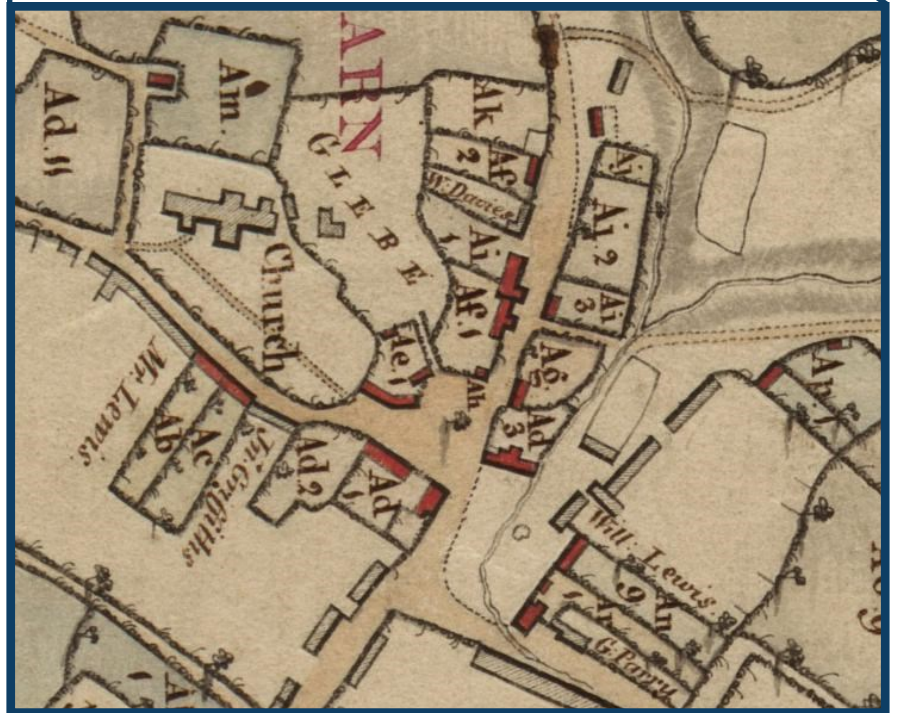 ARN
Am.
Ad. 11
Ak
GLEBE
2
Af
W. Davies
Aj
Ai 2
1
Ai
Church
3
Ai
Af. 1
Ae. 1
Ag
Ah
Ad
3
Mr. Lewis
Ab
Ac
Jn. Griffiths
Ad. 2
1
Ad
Will. Lewis
9
An
G. Parry